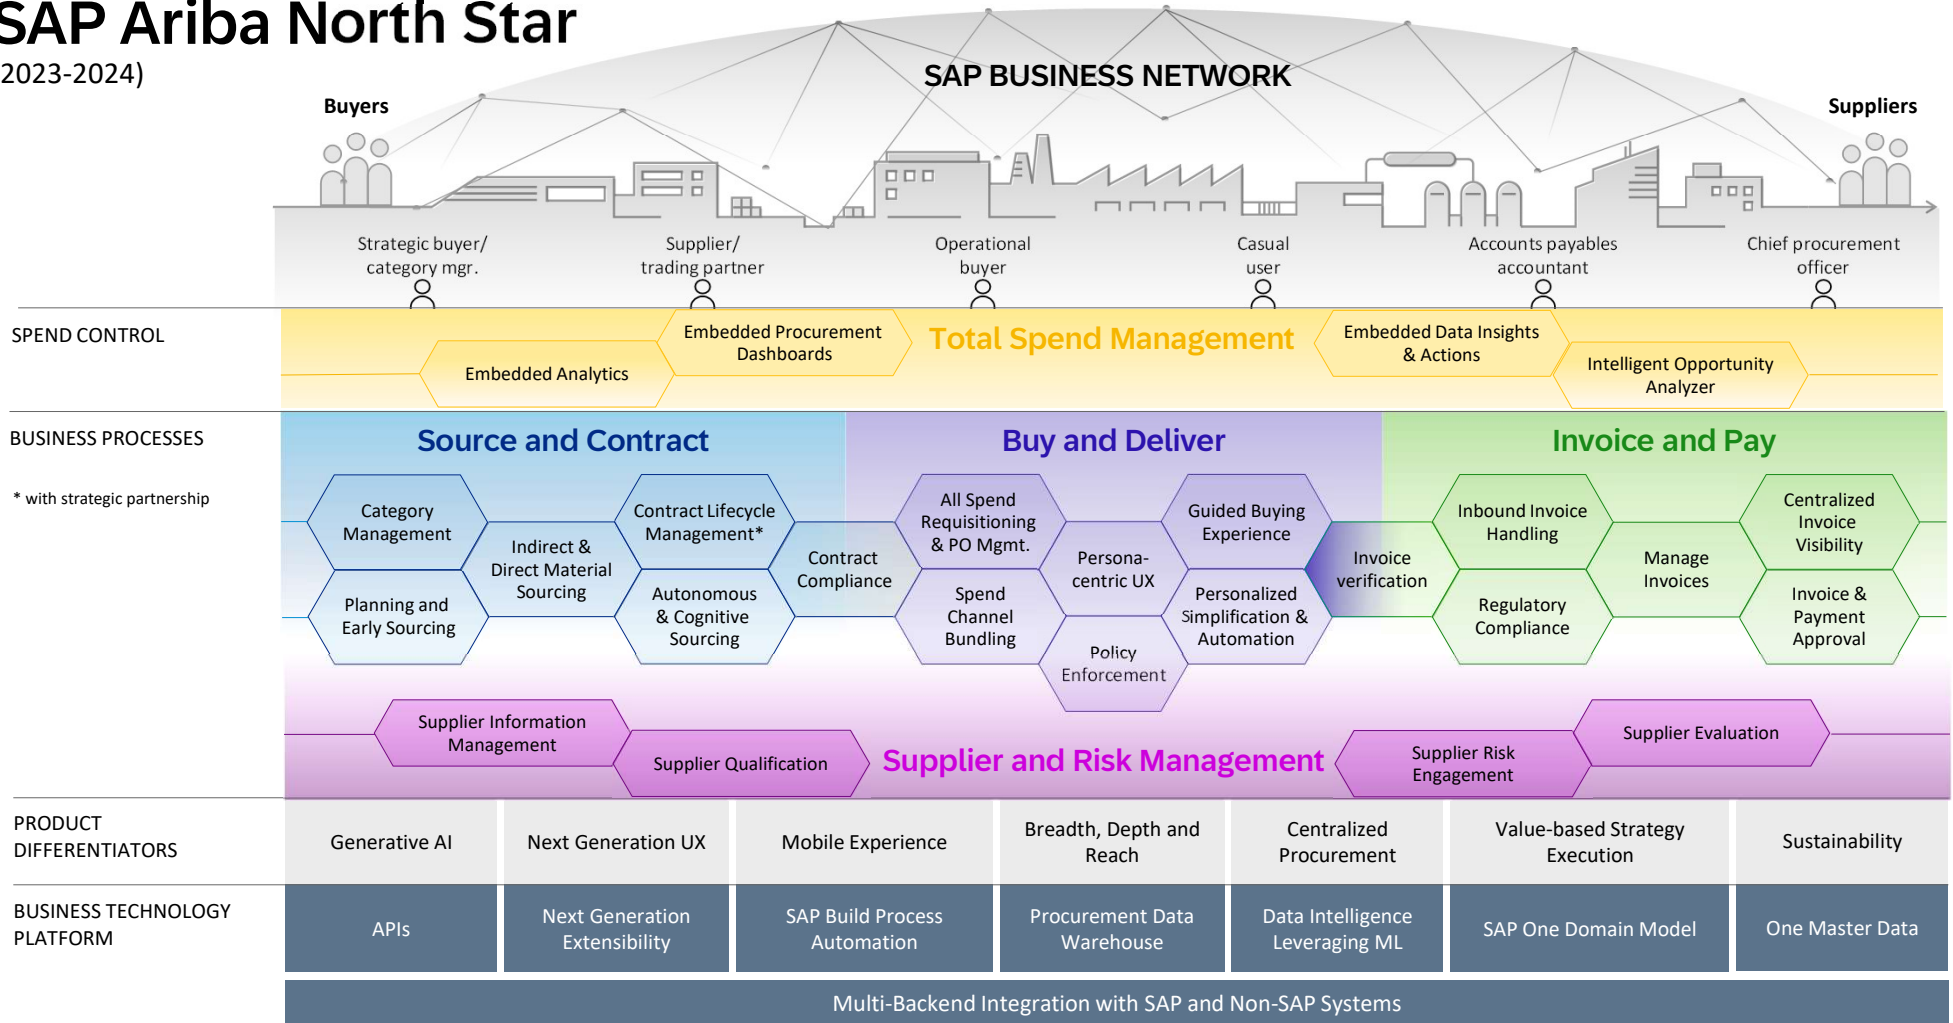 SAP Ariba North Star
2023-2024)
SAP BUSINESS NETWORK
Buyers
Suppliers
Strategic buyer/
category mgr.
Supplier/
trading partner
Operational
buyer
Casual
user
Accounts payables
accountant
Chief procurement
officer
SPEND CONTROL
Embedded Analytics
Embedded Procurement
Dashboards
Total Spend Management
Embedded Data Insights
& Actions
Intelligent Opportunity
Analyzer
BUSINESS PROCESSES
* with strategic partnership
Source and Contract
Category
Management
Planning and
Early Sourcing
Indirect &
Direct Material
Sourcing
Contract Lifecycle
Management*
Autonomous
& Cognitive
Sourcing
Contract
Compliance
Buy and Deliver
All Spend
Requisitioning
& PO Mgmt.
Spend
Channel
Bundling
Persona-
centric UX
Policy
Enforcement
Guided Buying
Experience
Personalized
Simplification &
Automation
Invoice
verification
Invoice and Pay
Inbound Invoice
Handling
Regulatory
Compliance
Manage
Invoices
Centralized
Invoice
Visibility
Invoice &
Payment
Approval
Supplier Information
Management
Supplier Qualification
Supplier and Risk Management
Supplier Risk
Engagement
Supplier Evaluation
PRODUCT
DIFFERENTIATORS
Generative AI
Next Generation UX
Mobile Experience
Breadth, Depth and
Reach
Centralized
Procurement
Value-based Strategy
Execution
Sustainability
BUSINESS TECHNOLOGY
PLATFORM
APIs
Next Generation
Extensibility
SAP Build Process
Automation
Procurement Data
Warehouse
Data Intelligence
Leveraging ML
SAP One Domain Model
One Master Data
Multi-Backend Integration with SAP and Non-SAP Systems